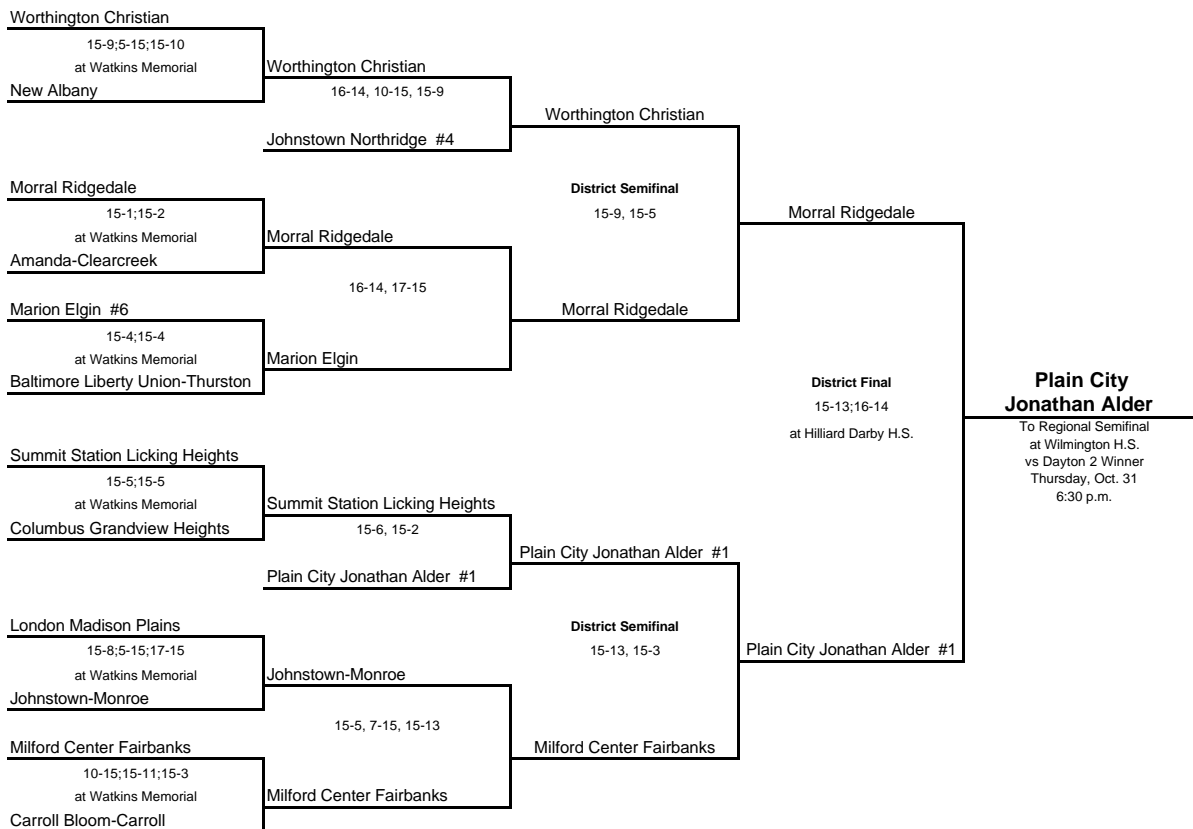 Worthington Christian
15-9;5-15;15-10
at Watkins Memorial
New Albany
Worthington Christian
16-14, 10-15, 15-9
Johnstown Northridge #4
Worthington Christian
Morral Ridgedale
15-1;15-2
at Watkins Memorial
Amanda-Clearcreek
Morral Ridgedale
16-14, 17-15
Marion Elgin #6
15-4;15-4
at Watkins Memorial
Baltimore Liberty Union-Thurston
Marion Elgin
Morral Ridgedale
District Semifinal
15-9, 15-5
Morral Ridgedale
Summit Station Licking Heights
15-5;15-5
at Watkins Memorial
Columbus Grandview Heights
Summit Station Licking Heights
15-6, 15-2
Plain City Jonathan Alder #1
Plain City Jonathan Alder #1
London Madison Plains
15-8;5-15;17-15
at Watkins Memorial
Johnstown-Monroe
Johnstown-Monroe
15-5, 7-15, 15-13
Milford Center Fairbanks
10-15;15-11;15-3
at Watkins Memorial
Carroll Bloom-Carroll
Milford Center Fairbanks
Milford Center Fairbanks
District Semifinal
15-13, 15-3
Plain City Jonathan Alder #1
District Final
15-13;16-14
at Hilliard Darby H.S.
Plain City
Jonathan Alder
To Regional Semifinal
at Wilmington H.S.
vs Dayton 2 Winner
Thursday, Oct. 31
6:30 p.m.